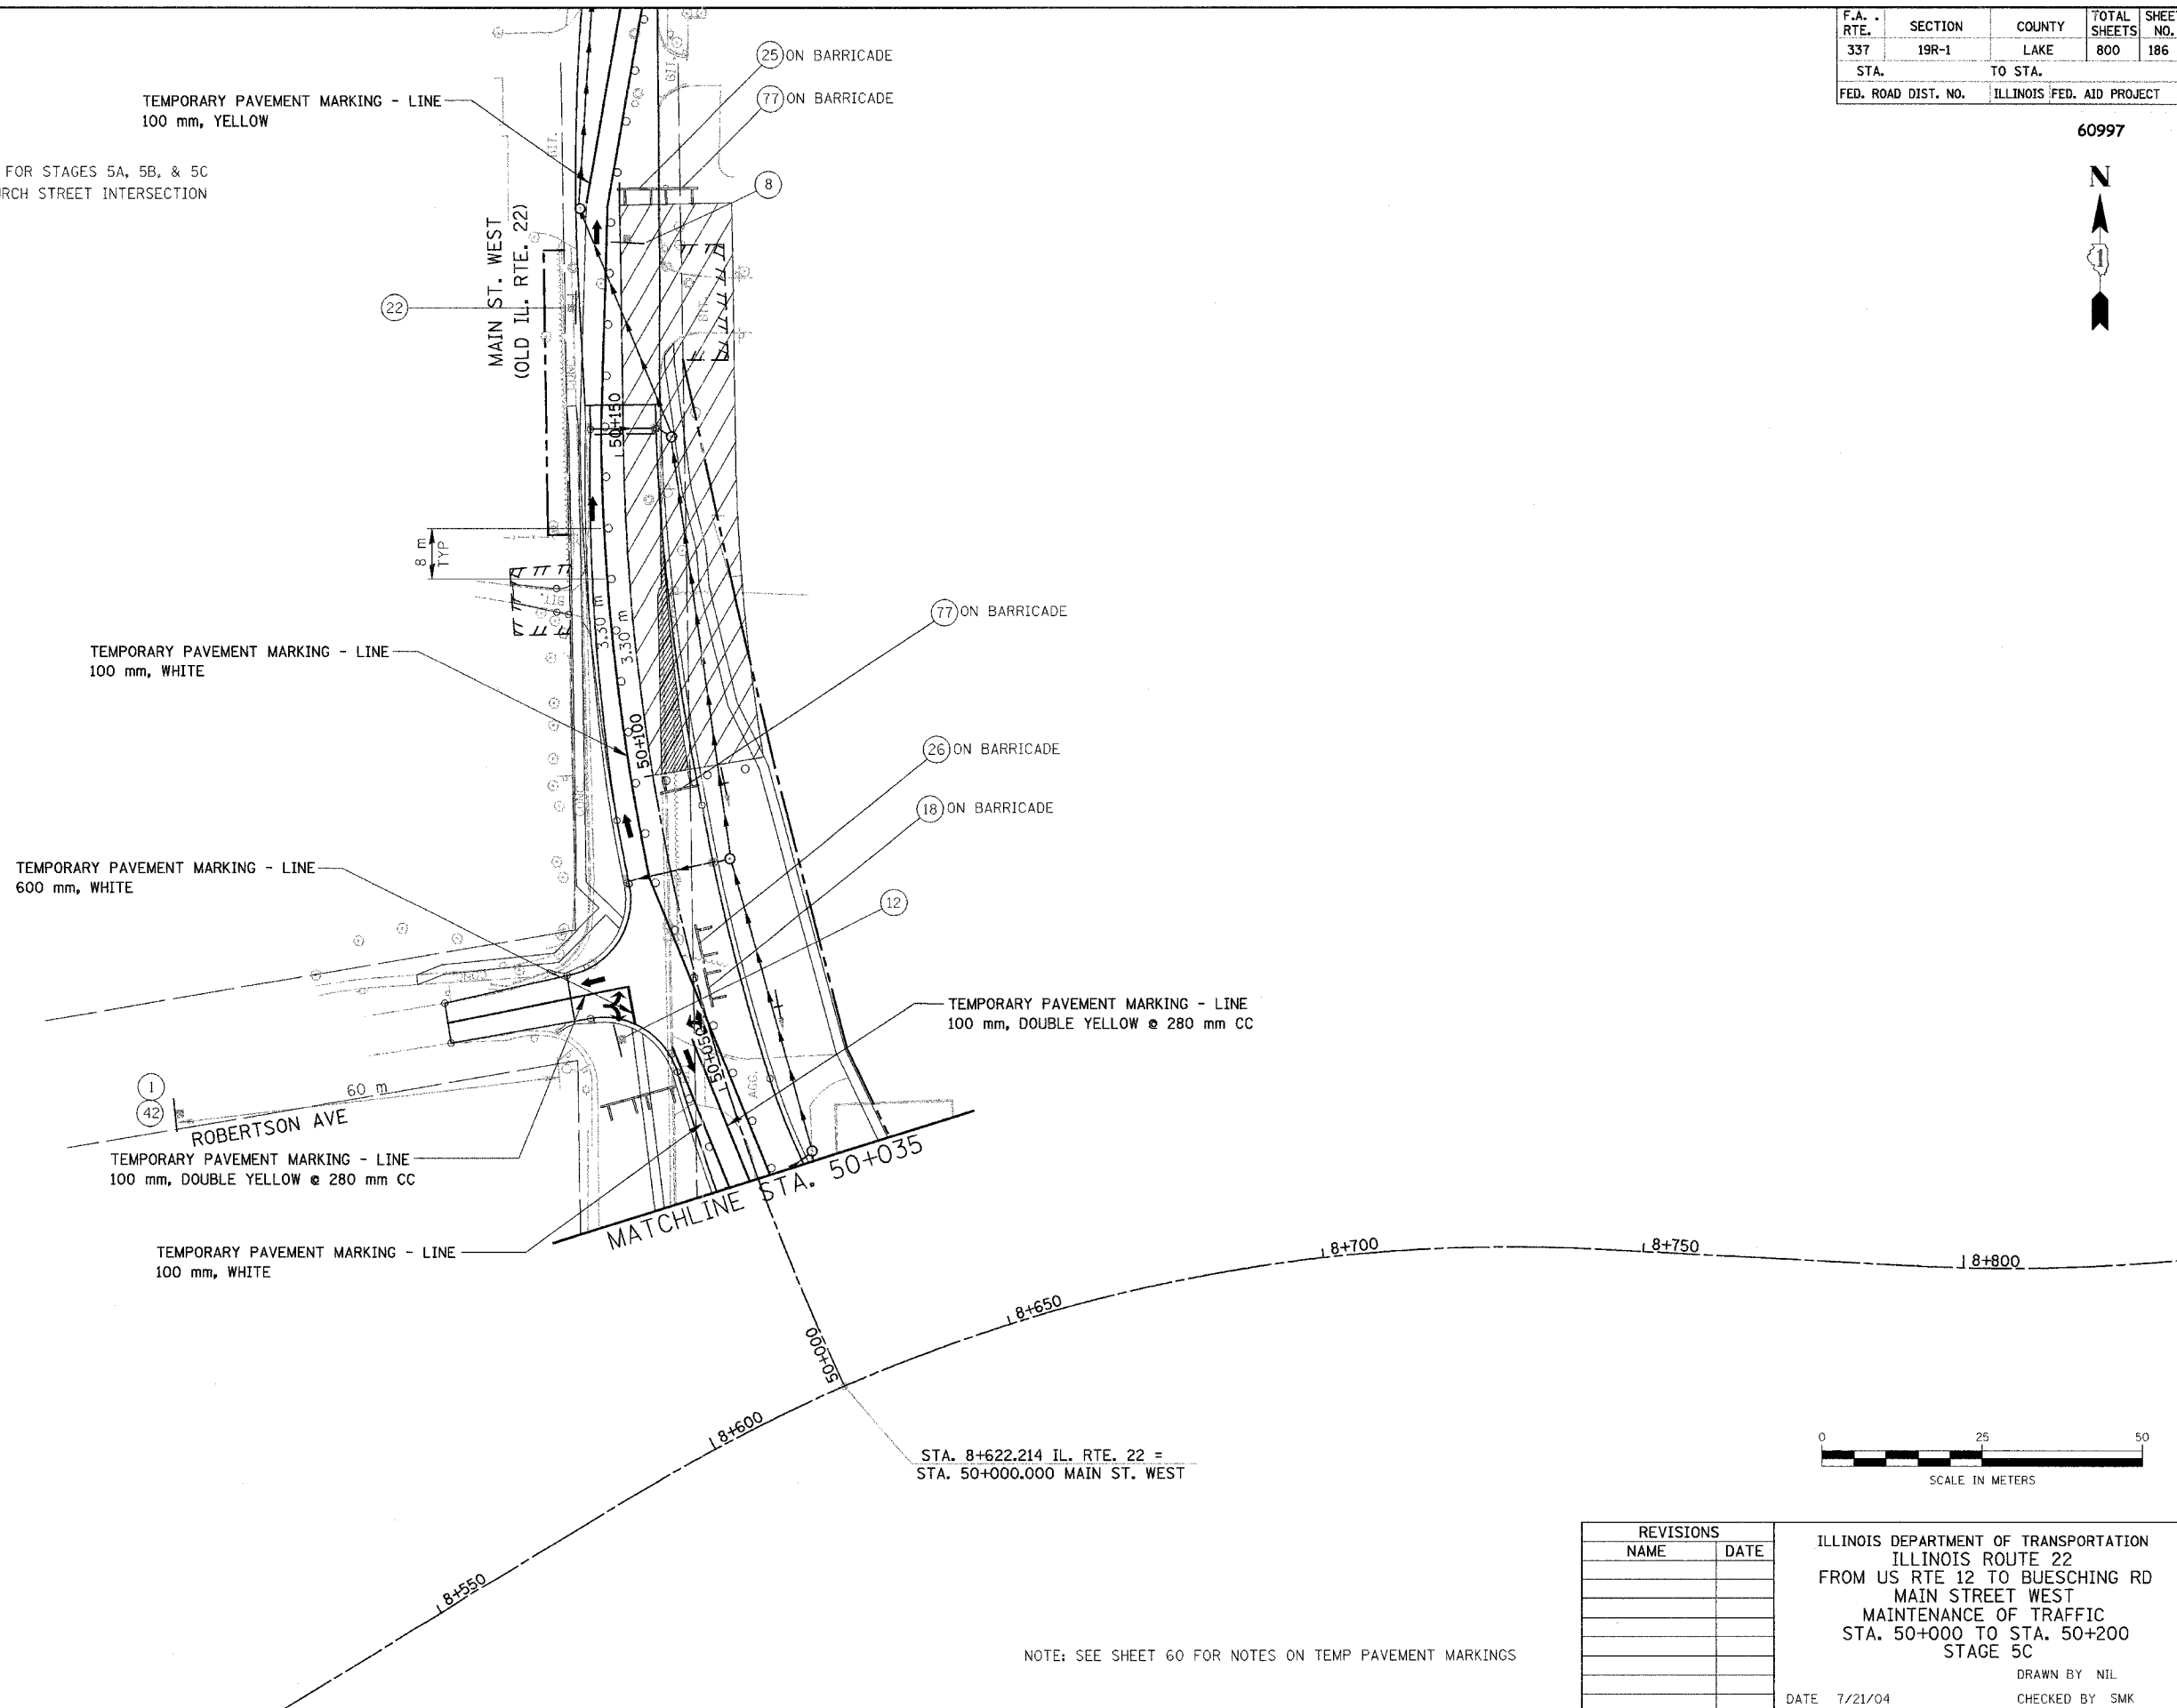 F.A. RTE. SECTION COUNTY TOTAL SHEETS SHEET NO.
337 19R-1 LAKE 800 186
STA. TO STA.
FED. ROAD DIST. NO. ILLINOIS FED. AID PROJECT
60997
N
25 ON BARRICADE
77 ON BARRICADE
TEMPORARY PAVEMENT MARKING - LINE
100 mm, YELLOW
FOR STAGES 5A, 5B, & 5C
RCH STREET INTERSECTION
BIT.
8
MAIN ST. WEST
(OLD IL. RTE. 22)
22
BIT.
CONC.
50+150
8 m
TYP
BIT.
3.30 m
3.30 m
77 ON BARRICADE
TEMPORARY PAVEMENT MARKING - LINE
100 mm, WHITE
50+100
26 ON BARRICADE
18 ON BARRICADE
TEMPORARY PAVEMENT MARKING - LINE
600 mm, WHITE
12
CONC.
TEMPORARY PAVEMENT MARKING - LINE
100 mm, DOUBLE YELLOW @ 280 mm CC
50+050
AGG.
1
42
60 m
ROBERTSON AVE
TEMPORARY PAVEMENT MARKING - LINE
100 mm, DOUBLE YELLOW @ 280 mm CC
MATCHLINE STA. 50+035
TEMPORARY PAVEMENT MARKING - LINE
100 mm, WHITE
8+700
8+750
8+800
8+650
50+000
8+600
8+550
STA. 8+622.214 IL. RTE. 22 =
STA. 50+000.000 MAIN ST. WEST
0 25 50
SCALE IN METERS
NOTE: SEE SHEET 60 FOR NOTES ON TEMP PAVEMENT MARKINGS
REVISIONS
NAME DATE
ILLINOIS DEPARTMENT OF TRANSPORTATION
ILLINOIS ROUTE 22
FROM US RTE 12 TO BUESCHING RD
MAIN STREET WEST
MAINTENANCE OF TRAFFIC
STA. 50+000 TO STA. 50+200
STAGE 5C
DRAWN BY NIL
DATE 7/21/04 CHECKED BY SMK